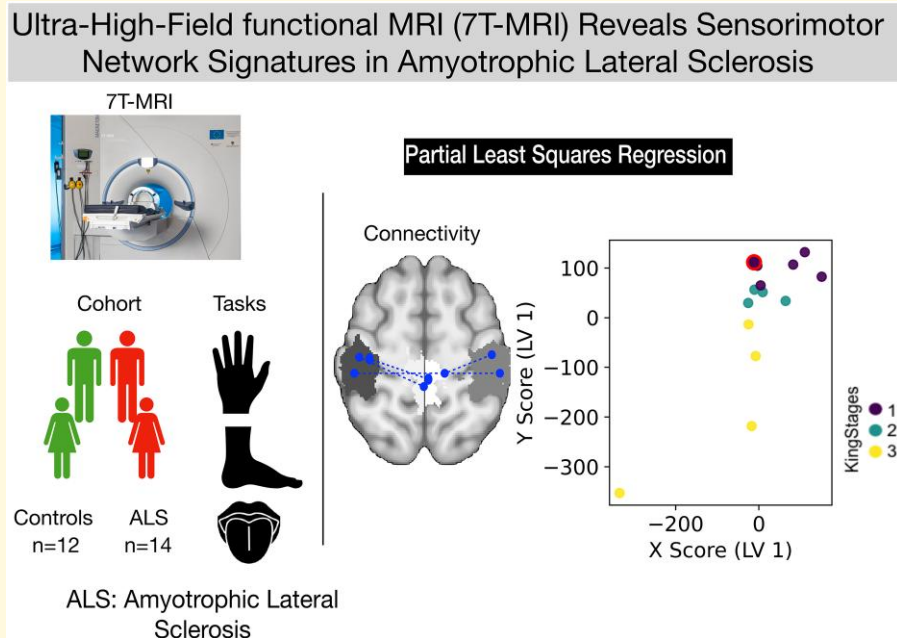 Ultra-High-Field functional MRI (7T-MRI) Reveals Sensorimotor
Network Signatures in Amyotrophic Lateral Sclerosis
7T-MRI
Cohort
Tasks
Controls
n=12
ALS
n=14
ALS: Amyotrophic Lateral
Sclerosis
Partial Least Squares Regression
Connectivity
Y Score (LV 1)
100
0
−100
−200
−300
−200
0
X Score (LV 1)
KingStages
1
2
3